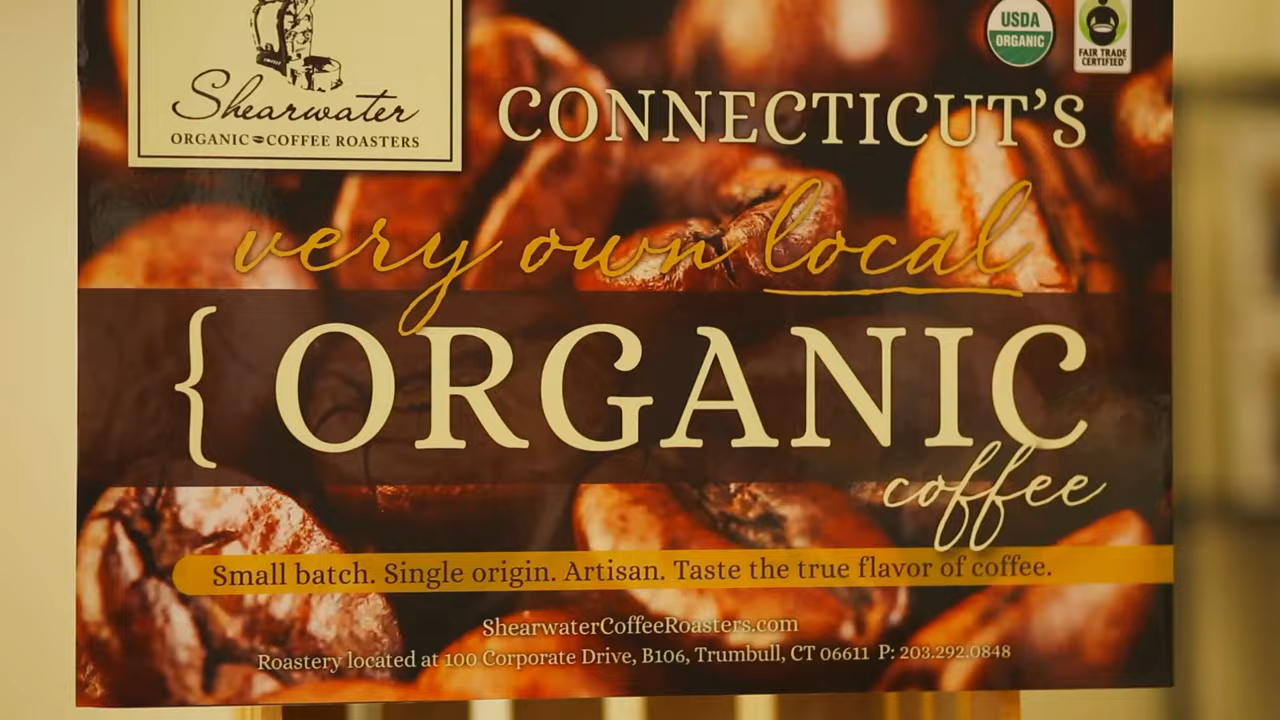 Shearwater
ORGANIC COFFEE ROASTERS
USDA
ORGANIC
FAIR TRADE
CERTIFIED
CONNECTICUT'S
very own local
{ ORGANIC
coffee
Small batch. Single origin. Artisan. Taste the true flavor of coffee.
ShearwaterCoffeeRoasters.com
Roastery located at 100 Corporate Drive, B106, Trumbull, CT 06611 P: 203.292.0848